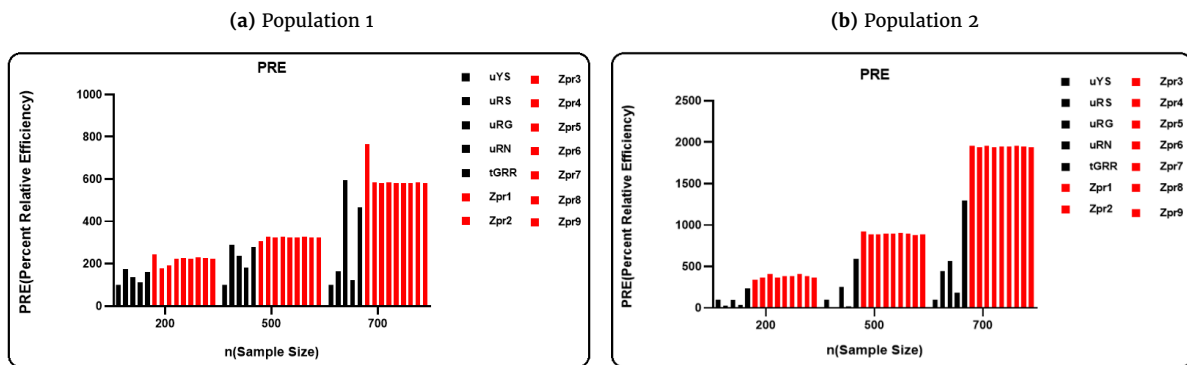 (a) Population 1
PRE
PRE(Percent Relative Efficiency)
1000
800
600
400
200
0
200
500
700
n(Sample Size)
uYS
uRS
uRG
uRN
tGRR
Zpr1
Zpr2
Zpr3
Zpr4
Zpr5
Zpr6
Zpr7
Zpr8
Zpr9
(b) Population 2
PRE
PRE(Percent Relative Efficiency)
2500
2000
1500
1000
500
0
200
500
700
n(Sample Size)
uYS
uRS
uRG
uRN
tGRR
Zpr1
Zpr2
Zpr3
Zpr4
Zpr5
Zpr6
Zpr7
Zpr8
Zpr9